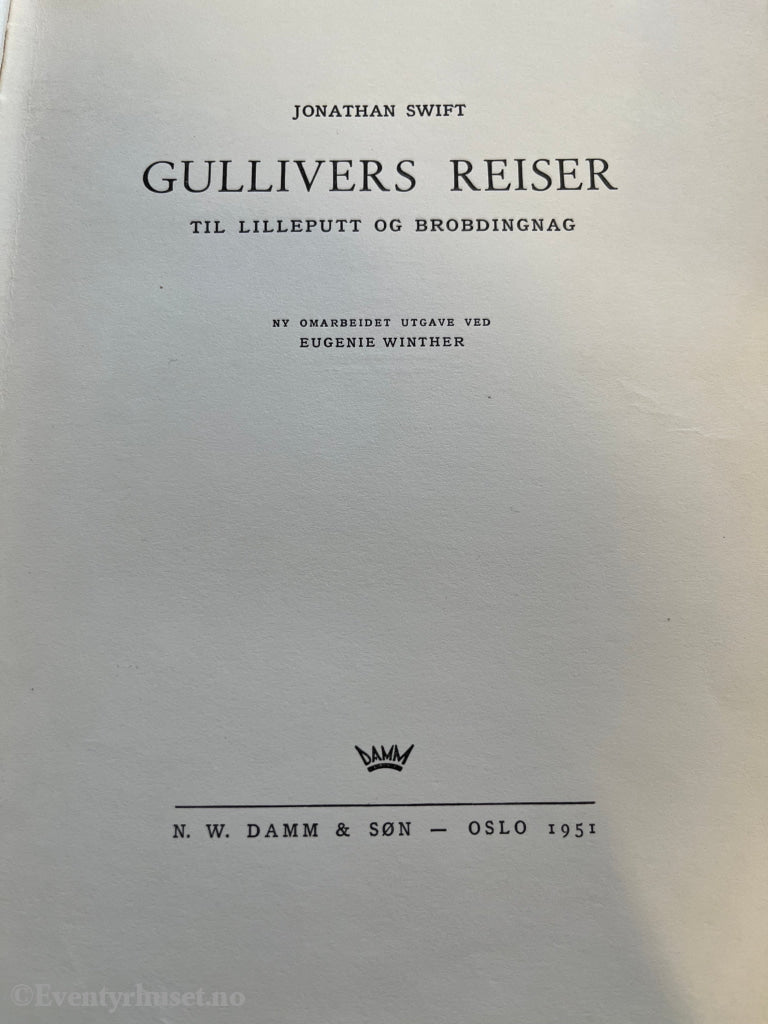 JONATHAN SWIFT
GULLIVERS REISER
TIL LILLEPUTT OG BROBDINGNAG
NY OMARBEIDET UTGAVE VED
EUGENIE WINTHER
DAMM
N. W. DAMM & SØN — OSLO 1951
©Eventyrhuset.no